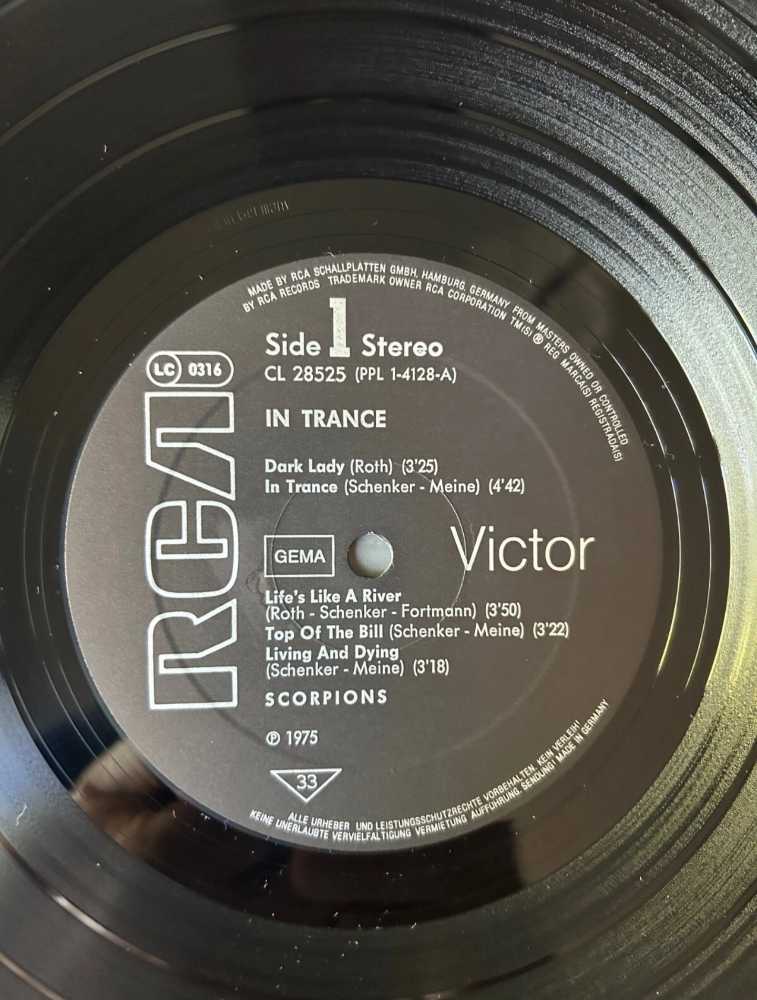 MADE BY RCA SCHALLPLATTEN GMBH, HAMBURG, GERMANY FROM MASTERS OWNED OR CONTROLLED
BY RCA RECORDS TRADEMARK OWNER RCA CORPORATION TM(S) ® REG MARCA(S) REGISTRADA(S)
Side 1 Stereo
LC 0316
CL 28525 (PPL 1-4128-A)
IN TRANCE
Dark Lady (Roth) (3'25)
In Trance (Schenker - Meine) (4'42)
RCA
GEMA
Victor
Life's Like A River
(Roth - Schenker - Fortmann) (3'50)
Top Of The Bill (Schenker - Meine) (3'22)
Living And Dying
(Schenker - Meine) (3'18)
SCORPIONS
℗ 1975
33
ALLE URHEBER UND LEISTUNGSSCHUTZRECHTE VORBEHALTEN. KEIN VERLEIH!
KEINE UNERLAUBTE VERVIELFALTIGUNG VERMIETUNG AUFFUHRUNG. SENDUNG! MADE IN GERMANY